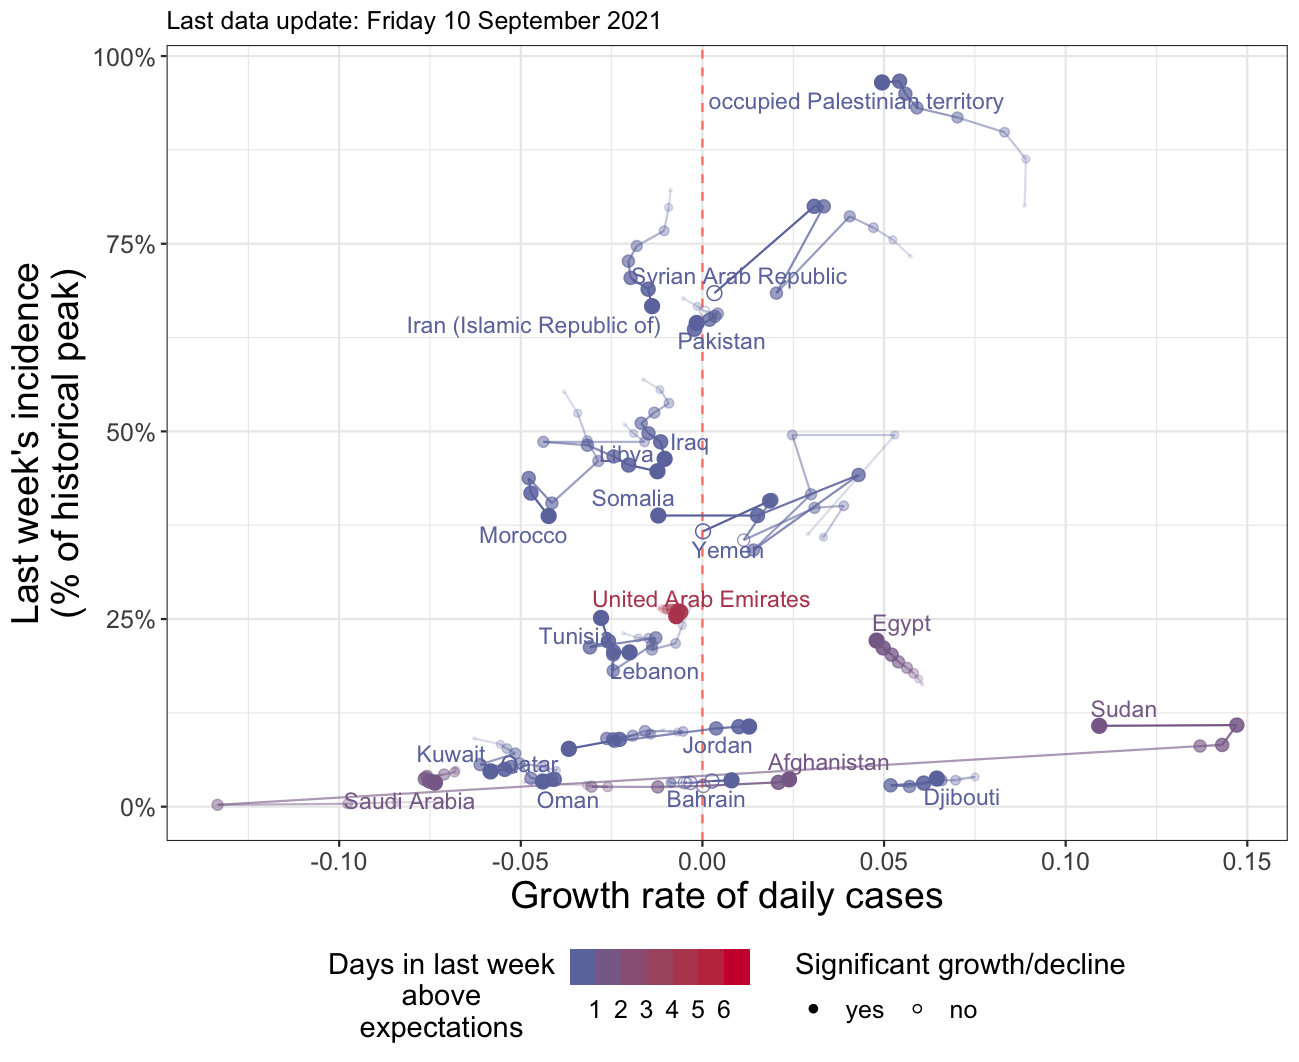 Last data update: Friday 10 September 2021
100%
occupied Palestinian territory
75%
Syrian Arab Republic
Iran (Islamic Republic of)
Pakistan
50%
Iraq
Libya
Somalia
Morocco
Yemen
United Arab Emirates
25%
Egypt
Tunisia
Lebanon
Sudan
Jordan
Kuwait
Qatar
Afghanistan
Saudi Arabia
Oman
Bahrain
Djibouti
0%
-0.10
-0.05
0.00
0.05
0.10
0.15
Last week's incidence
(% of historical peak)
Growth rate of daily cases
Days in last week
above
expectations
1 2 3 4 5 6
Significant growth/decline
yes no